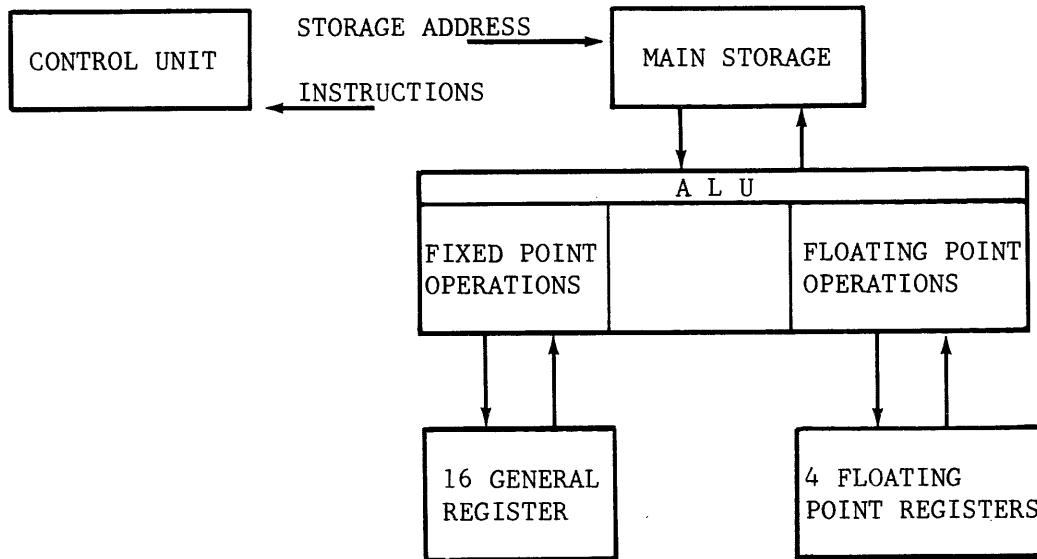 STORAGE ADDRESS
CONTROL UNIT
MAIN STORAGE
INSTRUCTIONS
A L U
FIXED POINT
OPERATIONS
FLOATING POINT
OPERATIONS
16 GENERAL
REGISTER
4 FLOATING
POINT REGISTERS